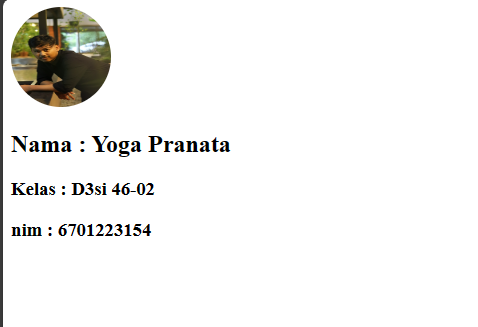 Nama : Yoga Pranata
Kelas : D3si 46-02
nim : 6701223154